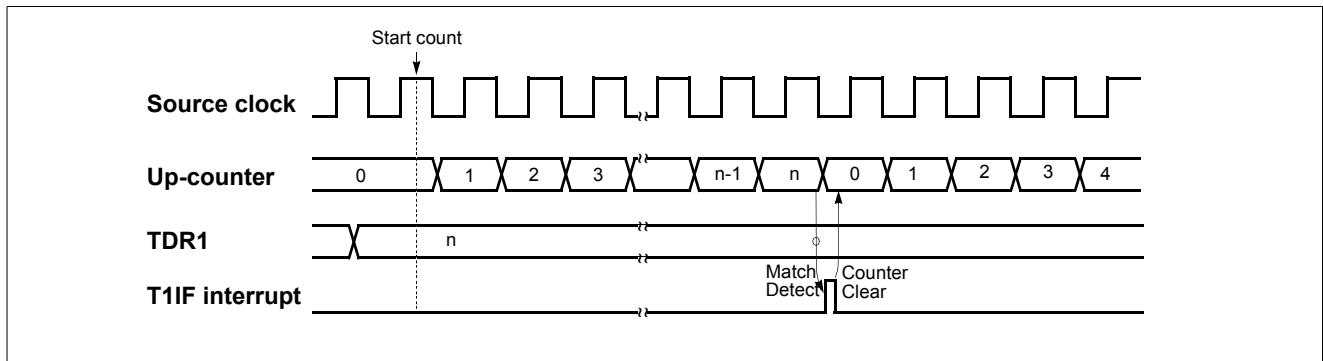 Start count
Source clock
Up-counter 0 1 2 3 n-1 n 0 1 2 3 4
TDR1 n
Match Detect
Counter Clear
T1IF interrupt